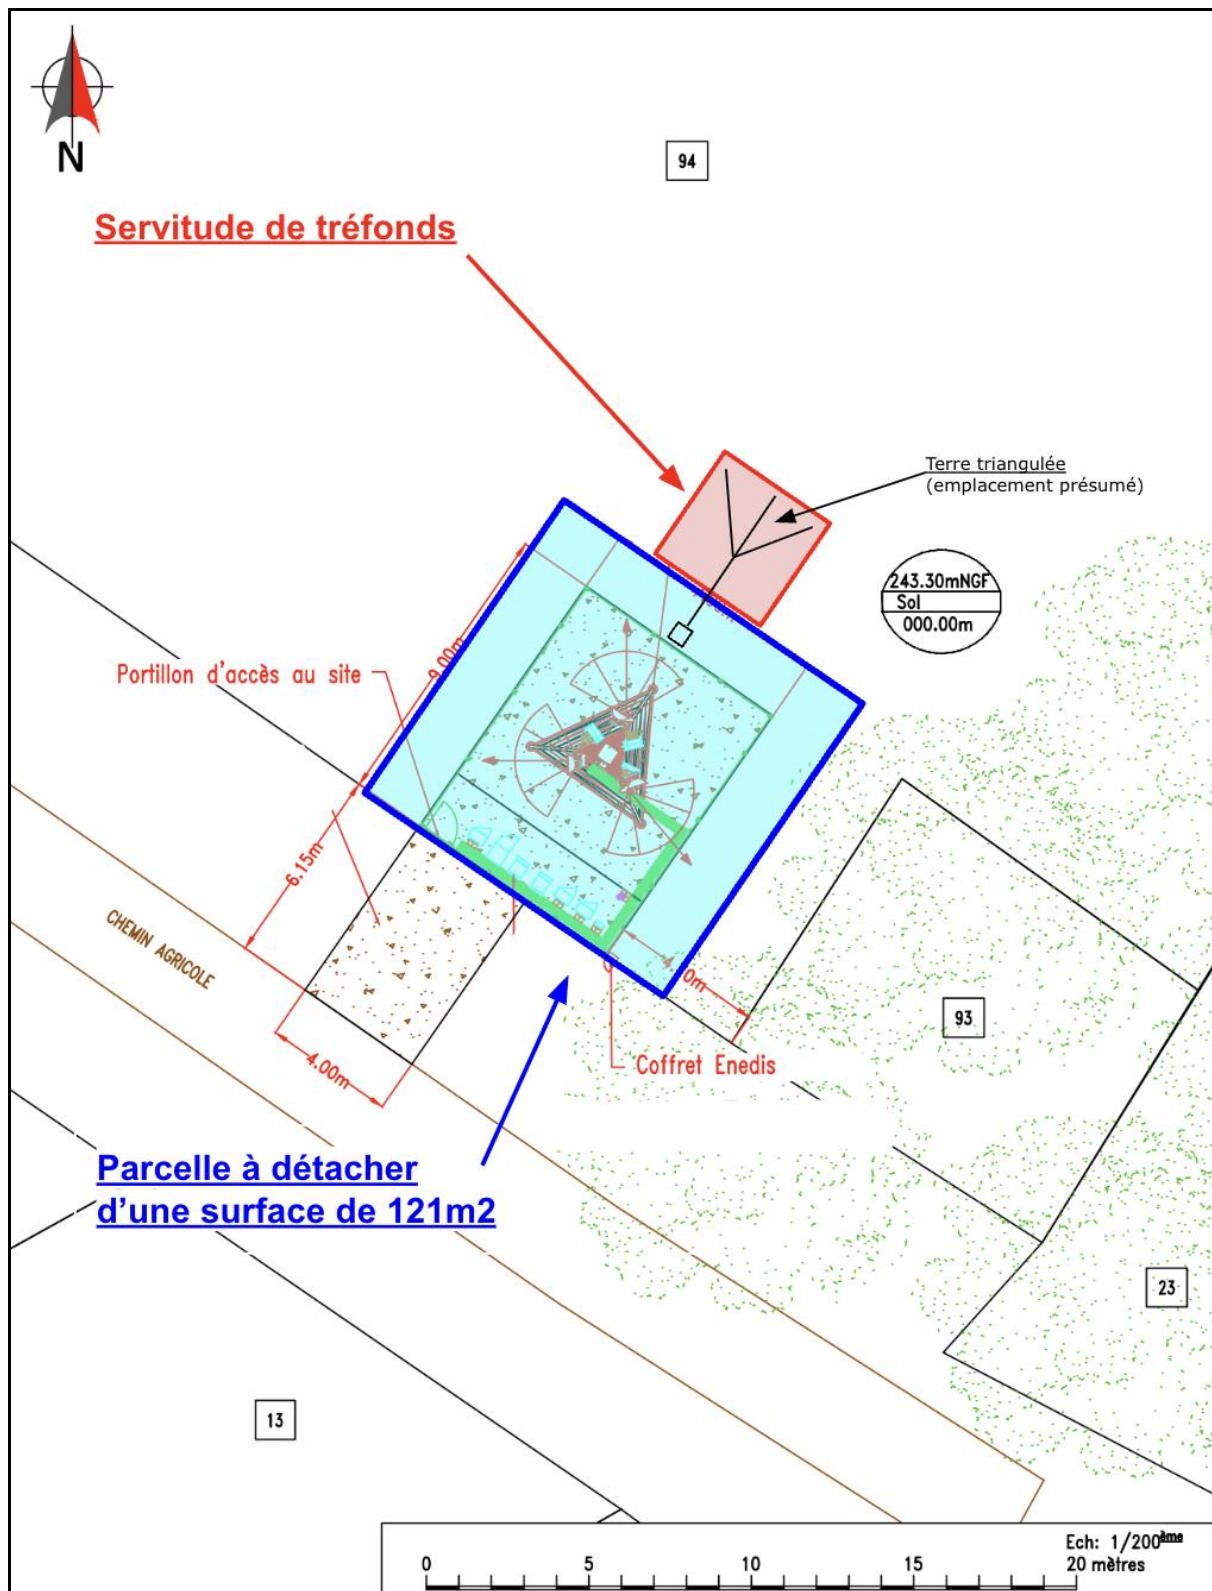 N
94
Servitude de tréfonds
Terre triangulée
(emplacement présumé)
243.30mNGF
Sol
000.00m
9.00m
Portillon d'accès au site
6.15m
CHEMIN AGRICOLE
93
4.00m
Coffret Enedis
Parcelle à détacher
d'une surface de 121m2
23
13
Ech: 1/200ème
0 5 10 15 20 mètres